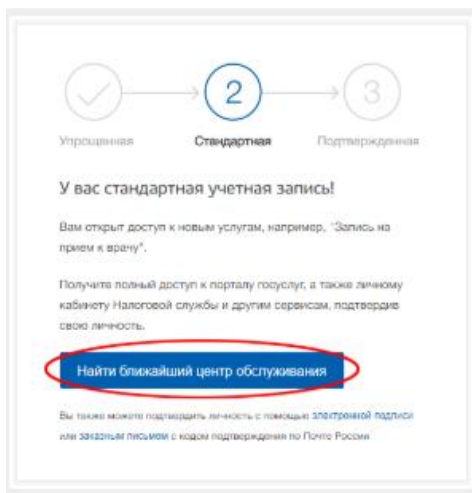 2
3
Упрощенная
Стандартная
Подтвержденная
У вас стандартная учетная запись!
Вам открыт доступ к новым услугам, например, "Запись на
прием к врачу".
Получите полный доступ к порталу госуслуг, а также личному
кабинету Налоговой службы и другим сервисам, подтвердив
свою личность.
Найти ближайший центр обслуживания
Вы также можете подтвердить личность с помощью электронной подписи
или заказным письмом с кодом подтверждения по Почте России